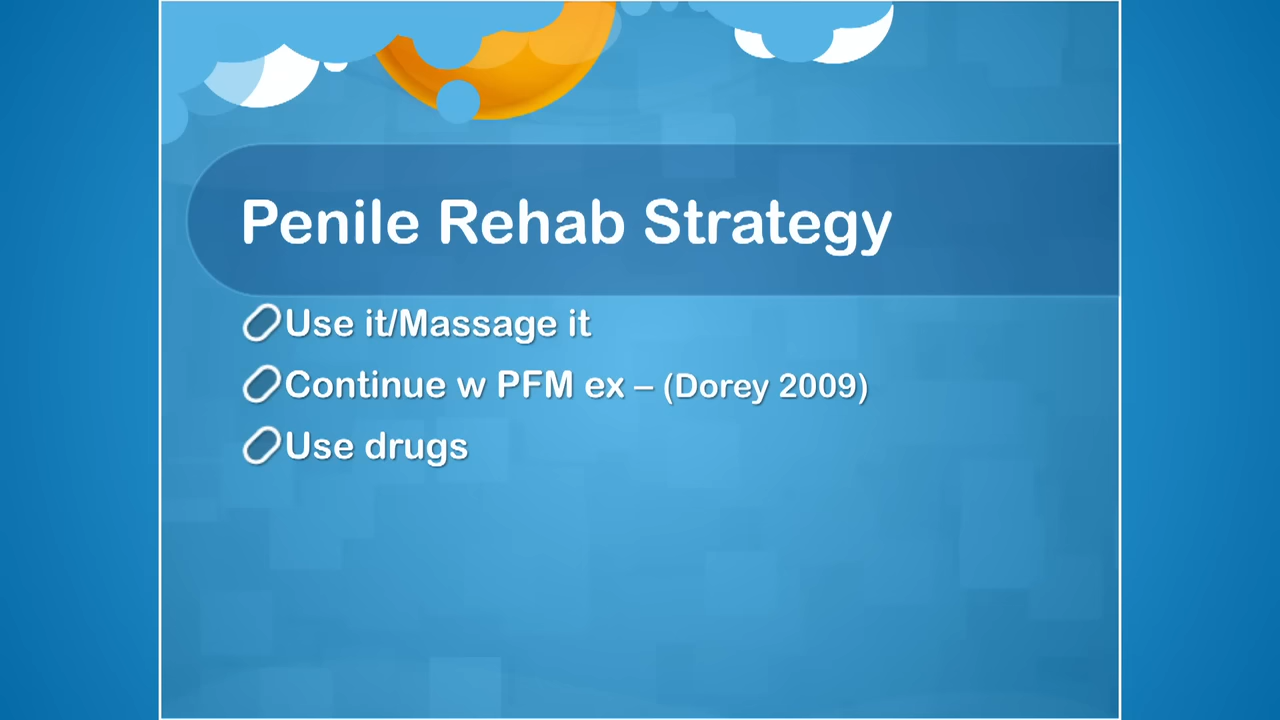 Penile Rehab Strategy
Use it/Massage it
Continue w PFM ex – (Dorey 2009)
Use drugs